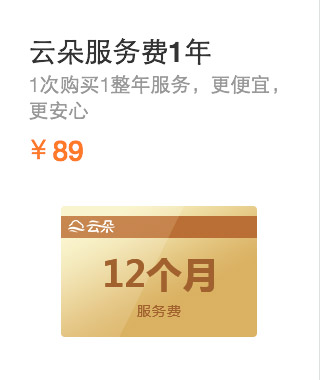 云朵服务费1年
1次购买1整年服务，更便宜，
更安心
￥89
云朵
12个月
服务费